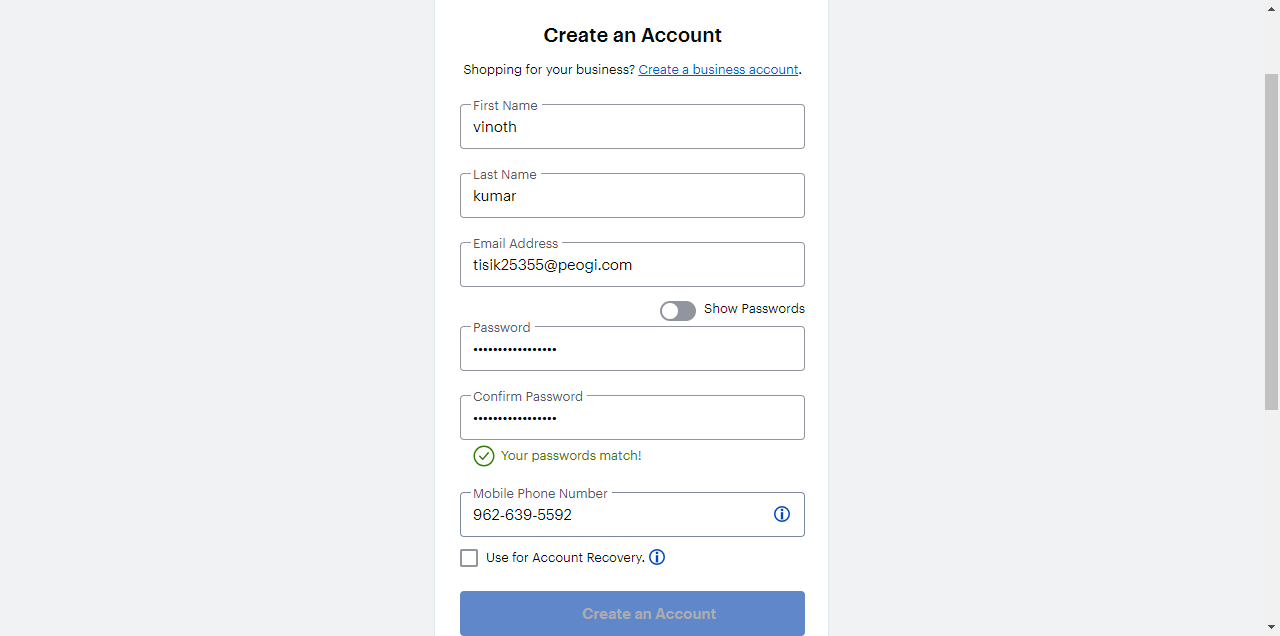 Create an Account
Shopping for your business? Create a business account.
First Name
vinoth
Last Name
kumar
Email Address
tisik25355@peogi.com
Show Passwords
Password
•••••••••••••••••
Confirm Password
•••••••••••••••••
Your passwords match!
Mobile Phone Number
962-639-5592
Use for Account Recovery.
Create an Account